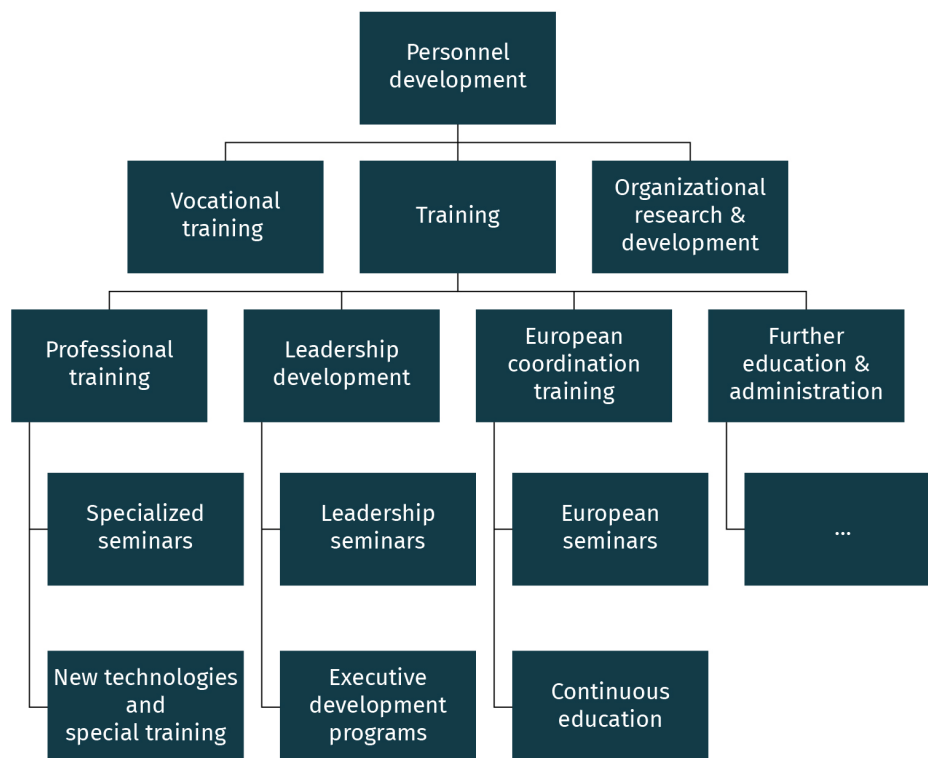 Personnel
development
Vocational
training
Training
Organizational
research &
development
Professional
training
Leadership
development
European
coordination
training
Further
education &
administration
Specialized
seminars
Leadership
seminars
European
seminars
...
New technologies
and
special training
Executive
development
programs
Continuous
education